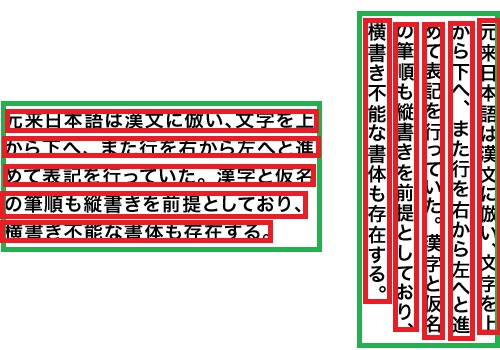 元来日本語は漢文に倣い、文字を上
から下へ、また行を右から左へと進
めて表記を行っていた。漢字と仮名
の筆順も縦書きを前提としており、
横書き不能な書体も存在する。
元来日本語は漢文に倣い、文字を上
から下へ、また行を右から左へと進
めて表記を行っていた。漢字と仮名
の筆順も縦書きを前提としており、
横書き不能な書体も存在する。